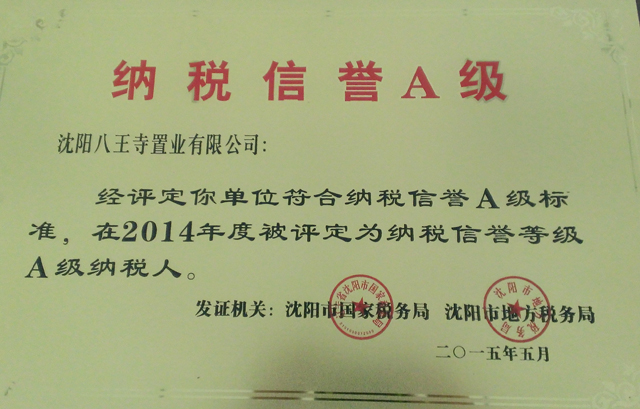 纳税信誉A级
沈阳八王寺置业有限公司：
经评定你单位符合纳税信誉A级标
准，在2014年度被评定为纳税信誉等级
A级纳税人。
发证机关：沈阳市国家税务局 沈阳市地方税务局
二〇一五年五月